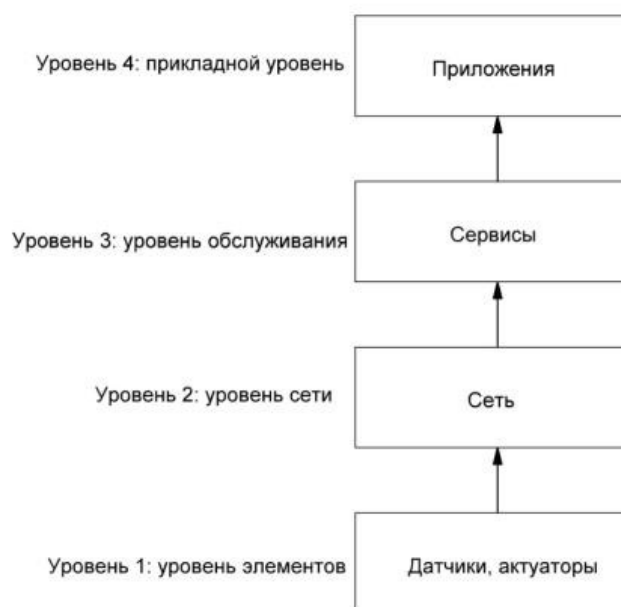 Уровень 4: прикладной уровень
Приложения
Уровень 3: уровень обслуживания
Сервисы
Уровень 2: уровень сети
Сеть
Уровень 1: уровень элементов
Датчики, актуаторы